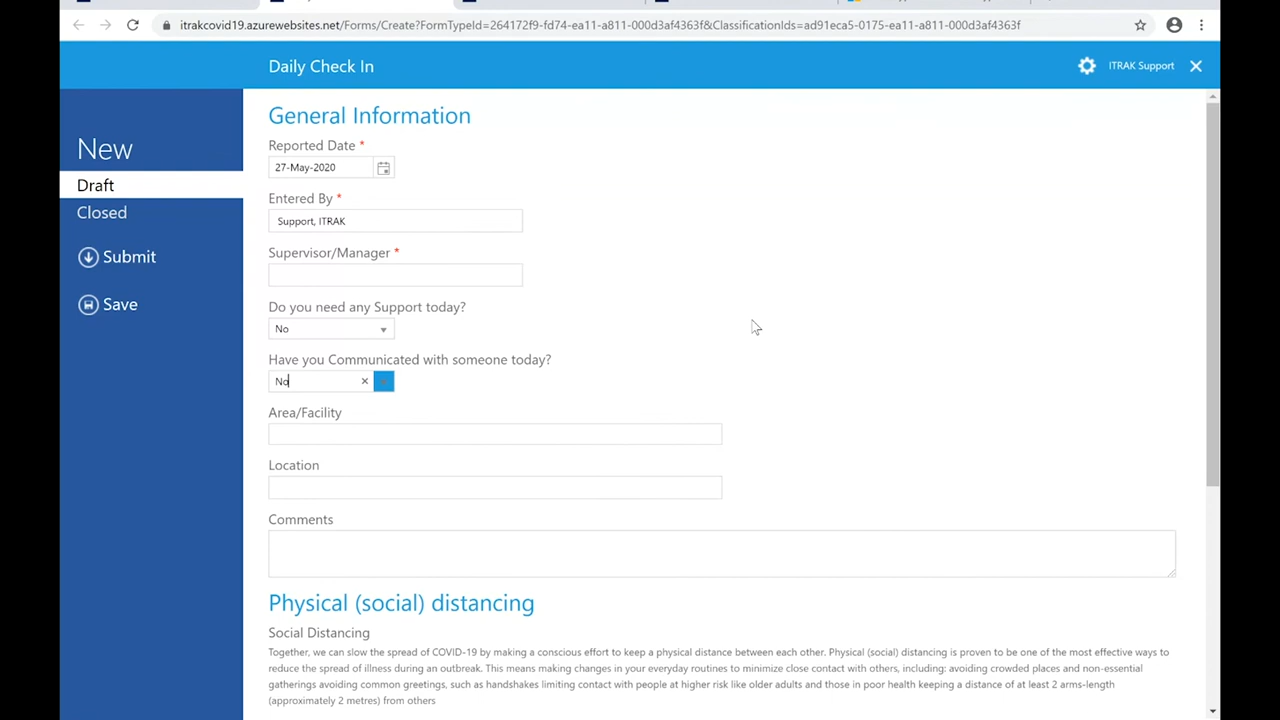 itrakcovid19.azurewebsites.net/Forms/Create?FormTypeId=264172f9-fd74-ea11-a811-000d3af4363f&ClassificationIds=ad91eca5-0175-ea11-a811-000d3af4363f
Daily Check In
ITRAK Support
New
Draft
Closed
Submit
Save
General Information
Reported Date *
27-May-2020
Entered By *
Support, ITRAK
Supervisor/Manager *
Do you need any Support today?
No
Have you Communicated with someone today?
No
Area/Facility
Location
Comments
Physical (social) distancing
Social Distancing
Together, we can slow the spread of COVID-19 by making a conscious effort to keep a physical distance between each other. Physical (social) distancing is proven to be one of the most effective ways to
reduce the spread of illness during an outbreak. This means making changes in your everyday routines to minimize close contact with others, including: avoiding crowded places and non-essential
gatherings avoiding common greetings, such as handshakes limiting contact with people at higher risk like older adults and those in poor health keeping a distance of at least 2 arms-length
(approximately 2 metres) from others